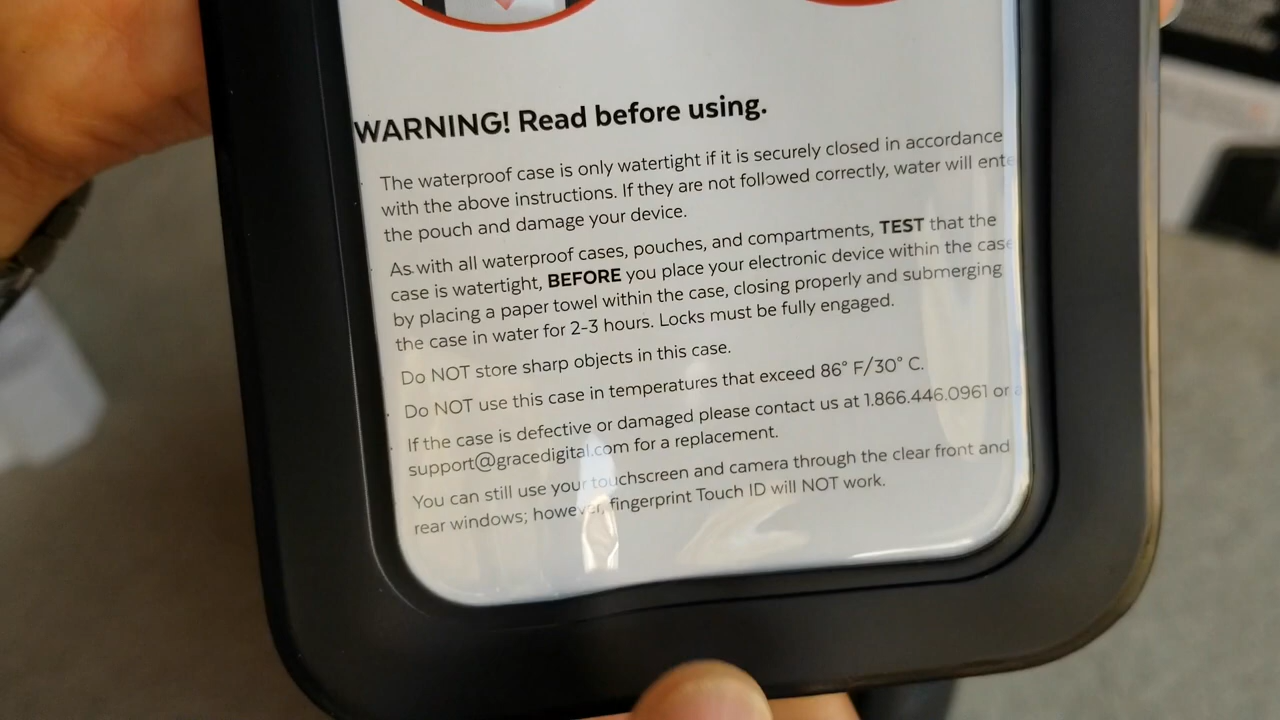 WARNING! Read before using.
The waterproof case is only watertight if it is securely closed in accordance
with the above instructions. If they are not followed correctly, water will ente
the pouch and damage your device.
As with all waterproof cases, pouches, and compartments, TEST that the
case is watertight, BEFORE you place your electronic device within the case
by placing a paper towel within the case, closing properly and submerging
the case in water for 2-3 hours. Locks must be fully engaged.
Do NOT store sharp objects in this case.
Do NOT use this case in temperatures that exceed 86° F/30° C.
If the case is defective or damaged please contact us at 1.866.446.0961 or a
support@gracedigital.com for a replacement.
You can still use your touchscreen and camera through the clear front and
rear windows; however, fingerprint Touch ID will NOT work.